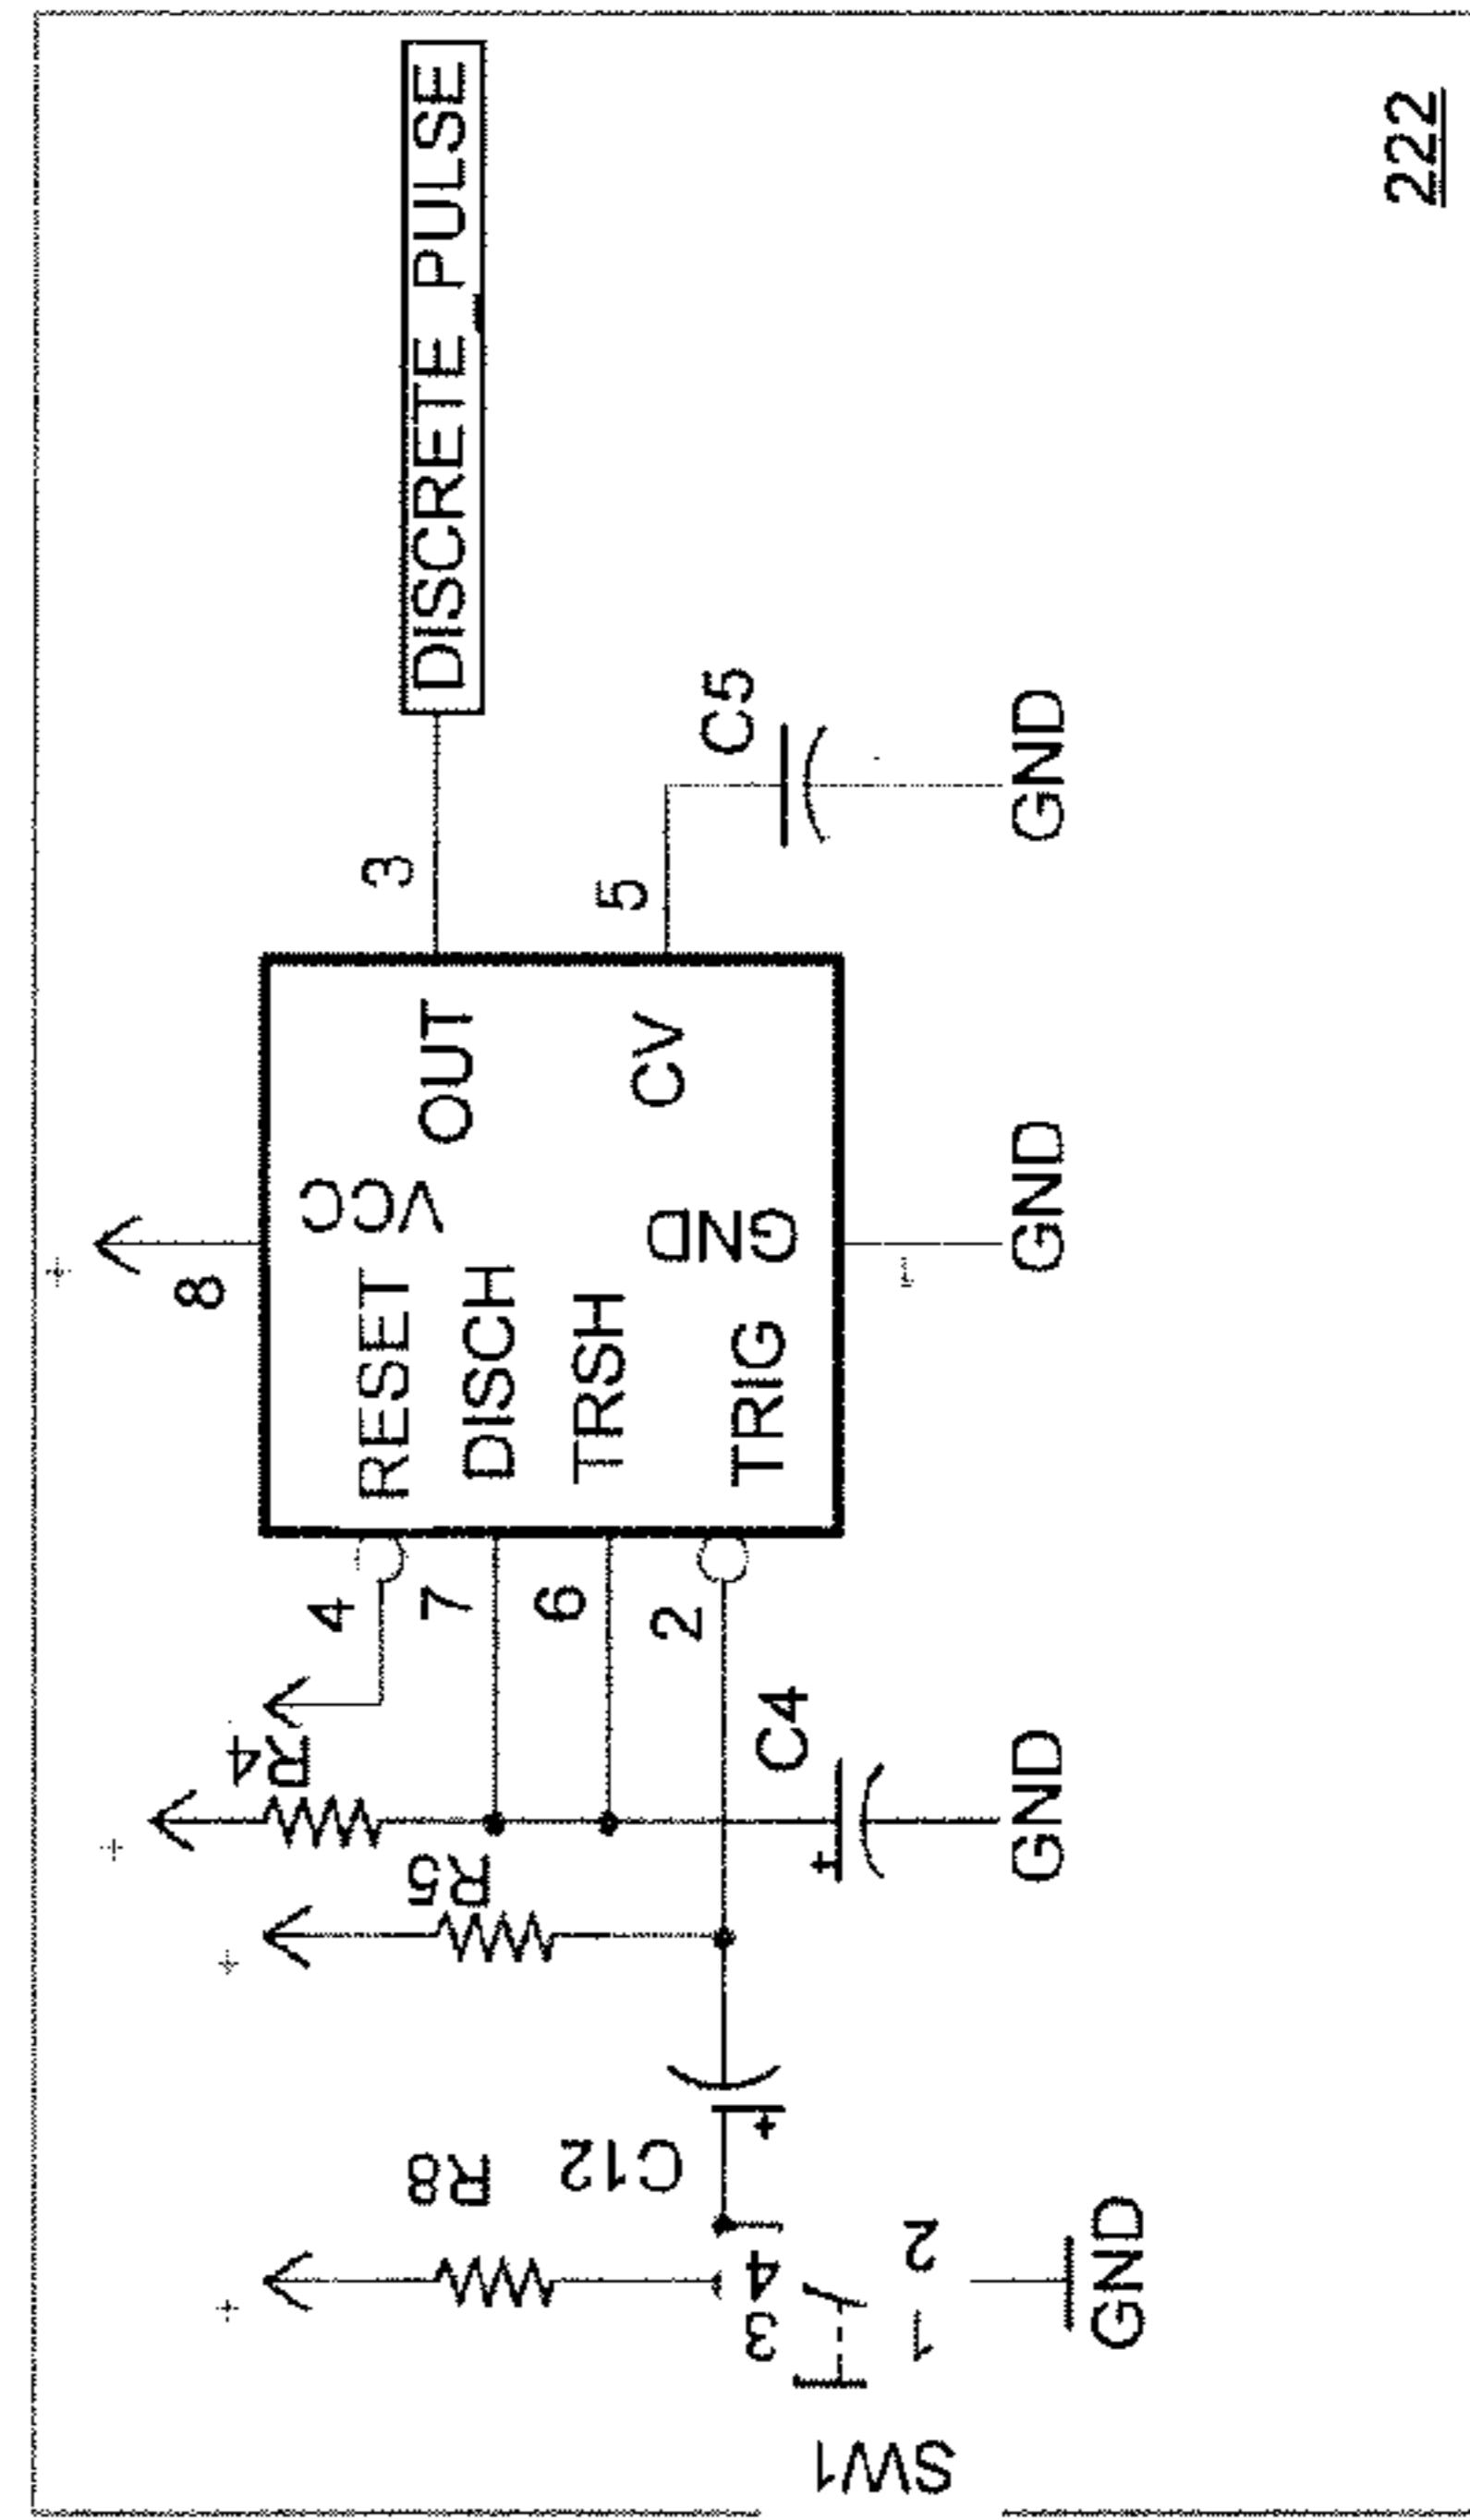 DISCRETE PULSE
222
C5
GND
3
5
OUT
CV
VCC
GND
8
1
GND
RESET
DISCH
TRSH
TRIG
4
7
6
2
R4
C4
GND
R5
R8
C12
4
3
2
1
GND
SW1